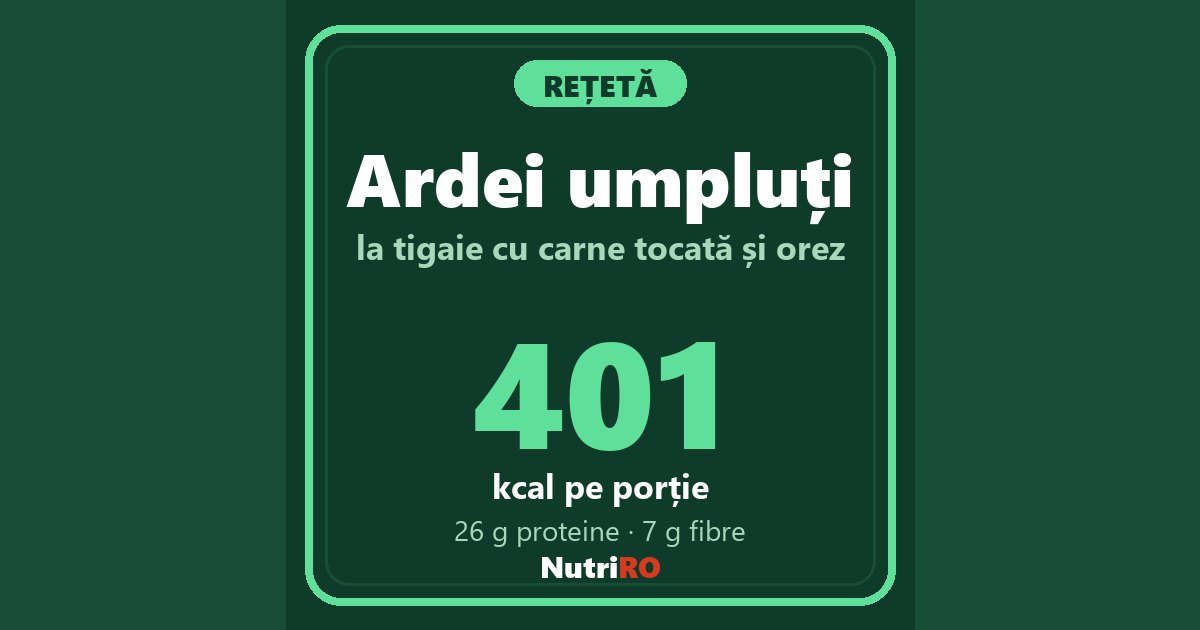 REȚETĂ
Ardei umpluți
la tigaie cu carne tocată și orez
401
kcal pe porție
26 g proteine · 7 g fibre
NutriRO